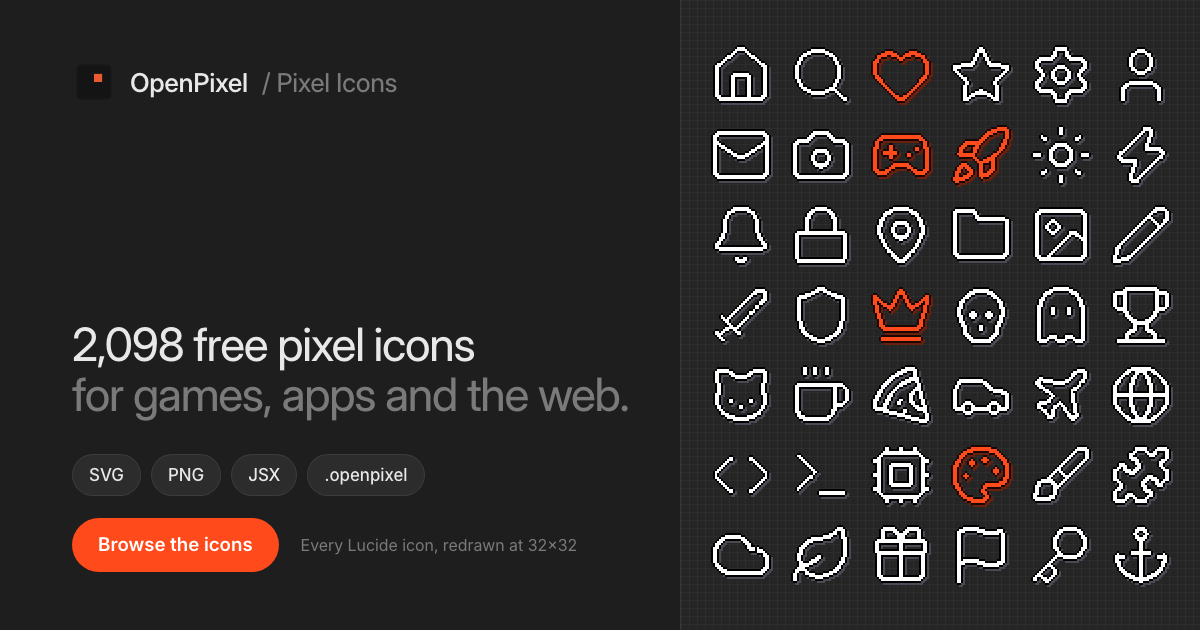 OpenPixel / Pixel Icons
2,098 free pixel icons
for games, apps and the web.
SVG PNG JSX .openpixel
Browse the icons Every Lucide icon, redrawn at 32×32